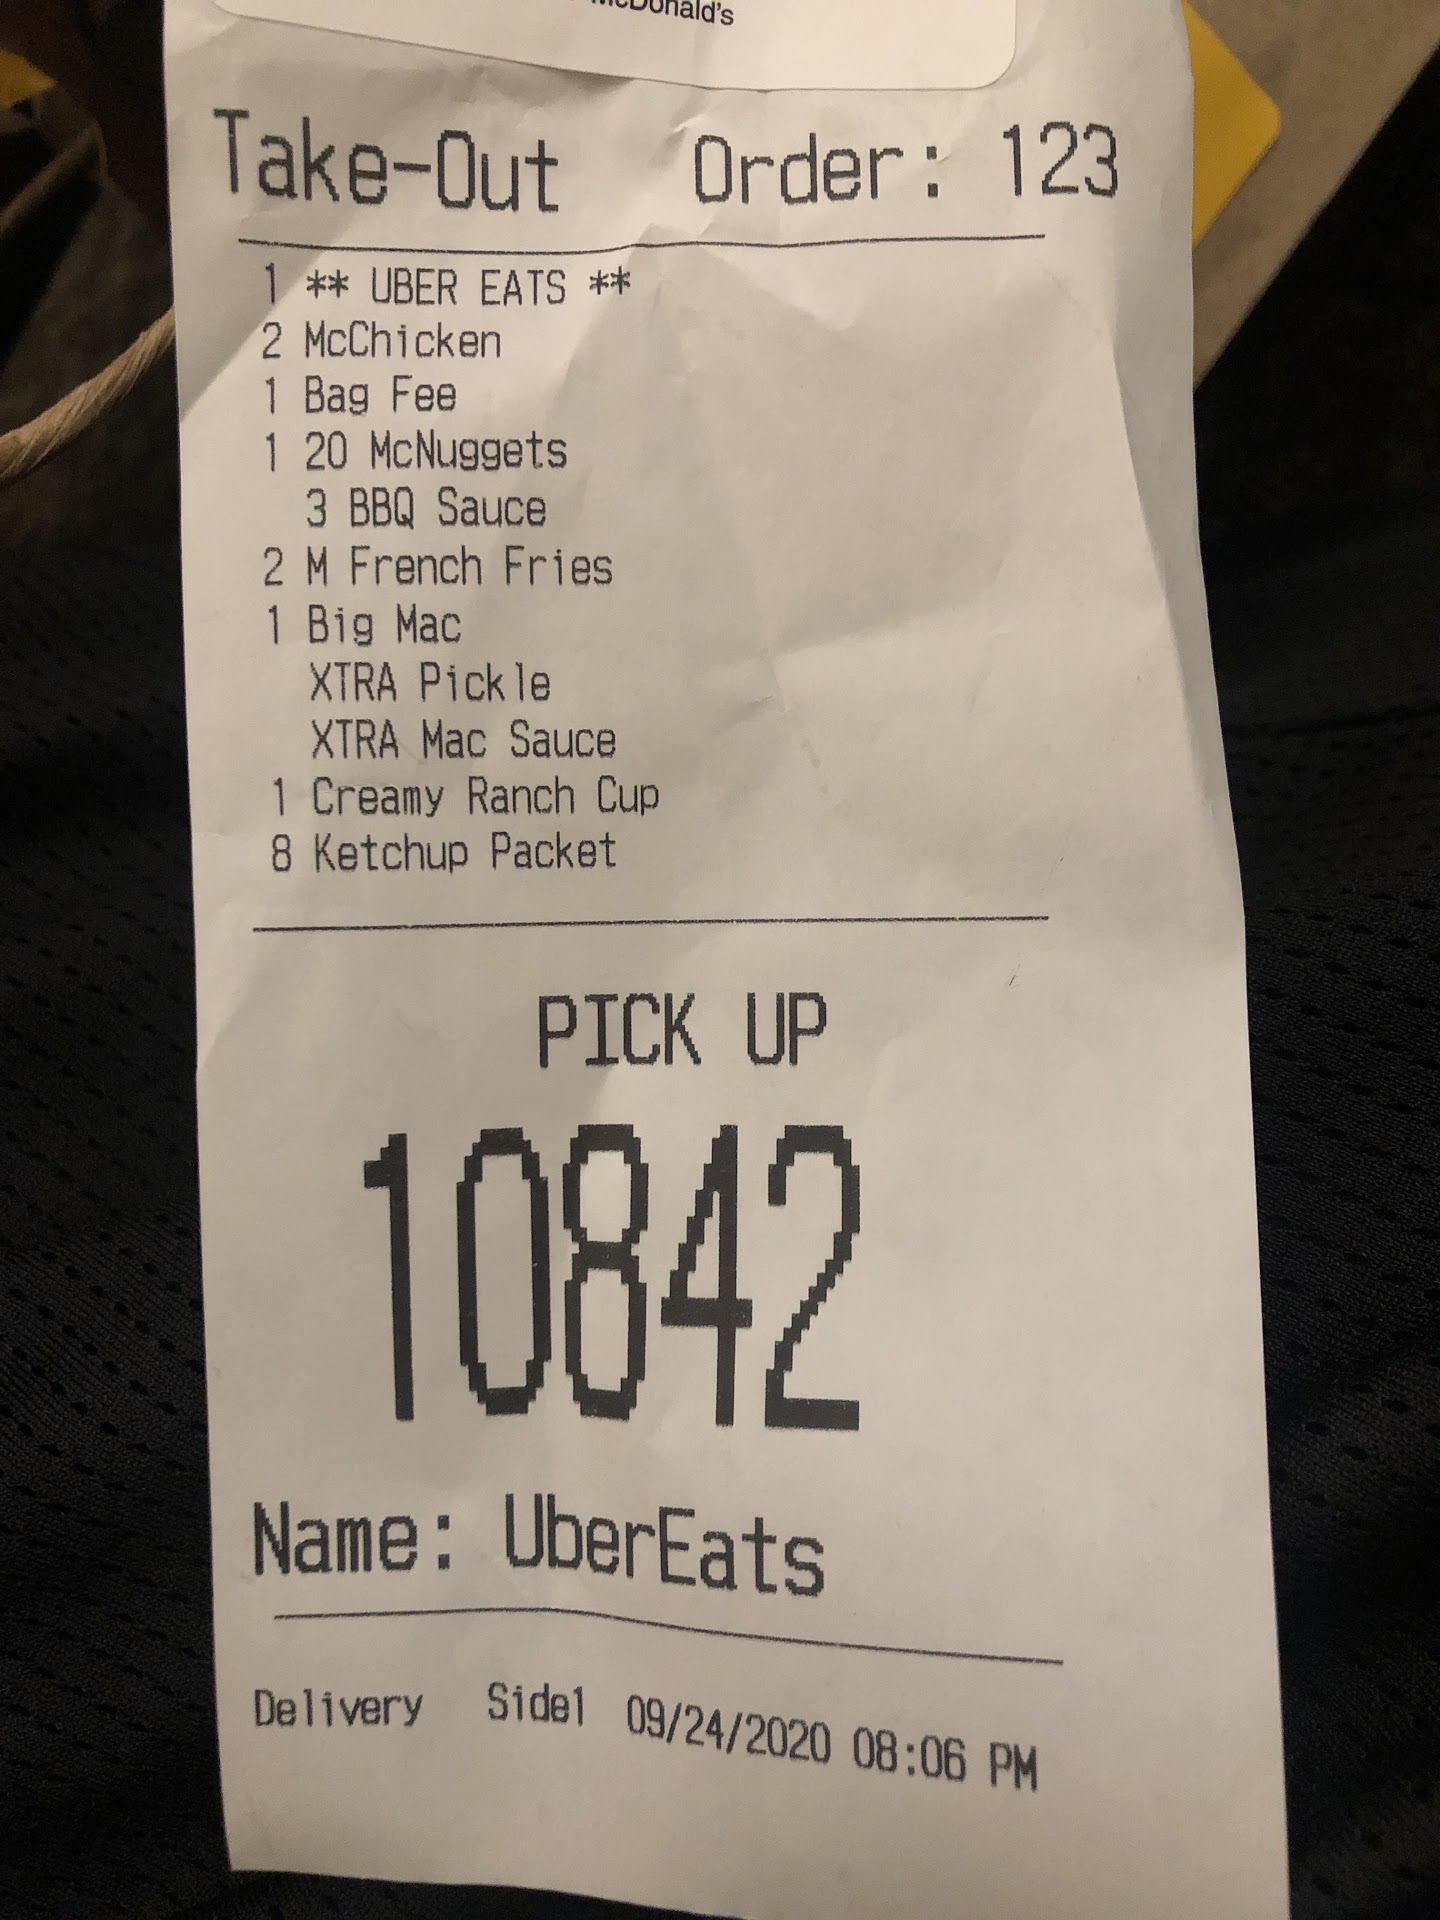 McDonald's
Take-Out Order: 123
1 ** UBER EATS **
2 McChicken
1 Bag Fee
1 20 McNuggets
3 BBQ Sauce
2 M French Fries
1 Big Mac
XTRA Pickle
XTRA Mac Sauce
1 Creamy Ranch Cup
8 Ketchup Packet
PICK UP
10842
Name: UberEats
Delivery Side1 09/24/2020 08:06 PM